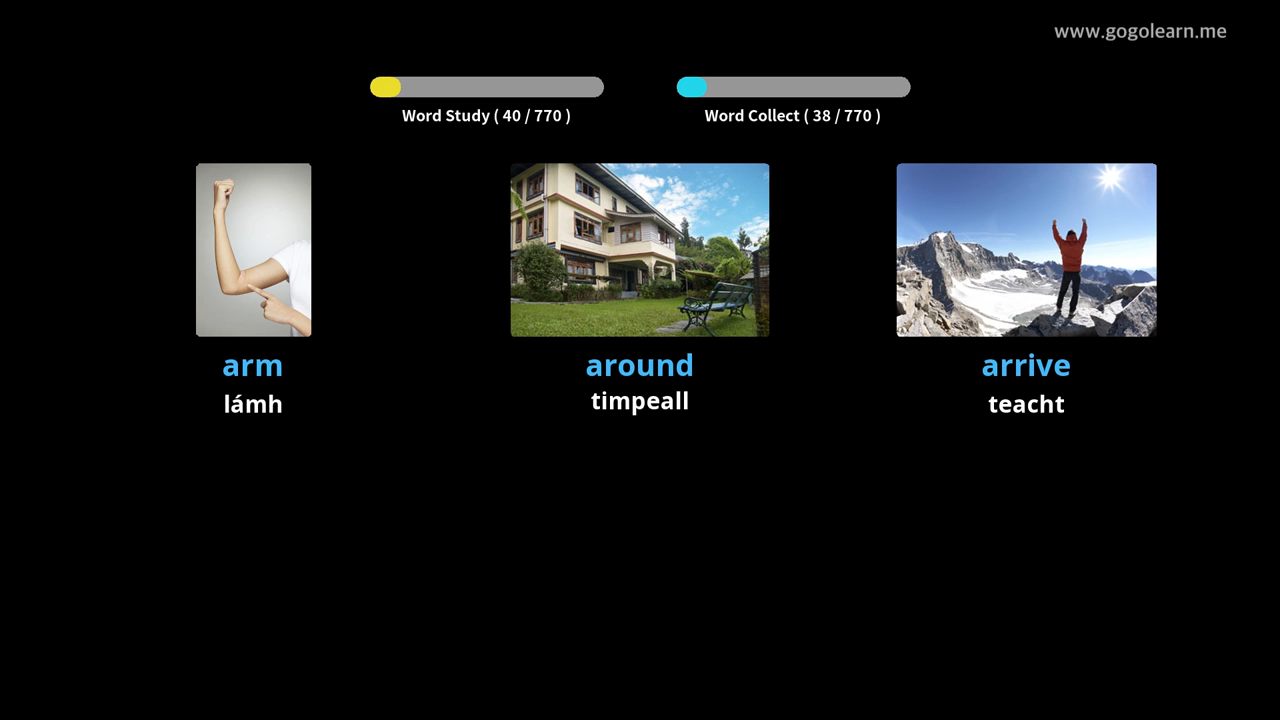 www.gogolearn.me
Word Study ( 40 / 770 )
Word Collect ( 38 / 770 )
arm
lámh
around
timpeall
arrive
teacht